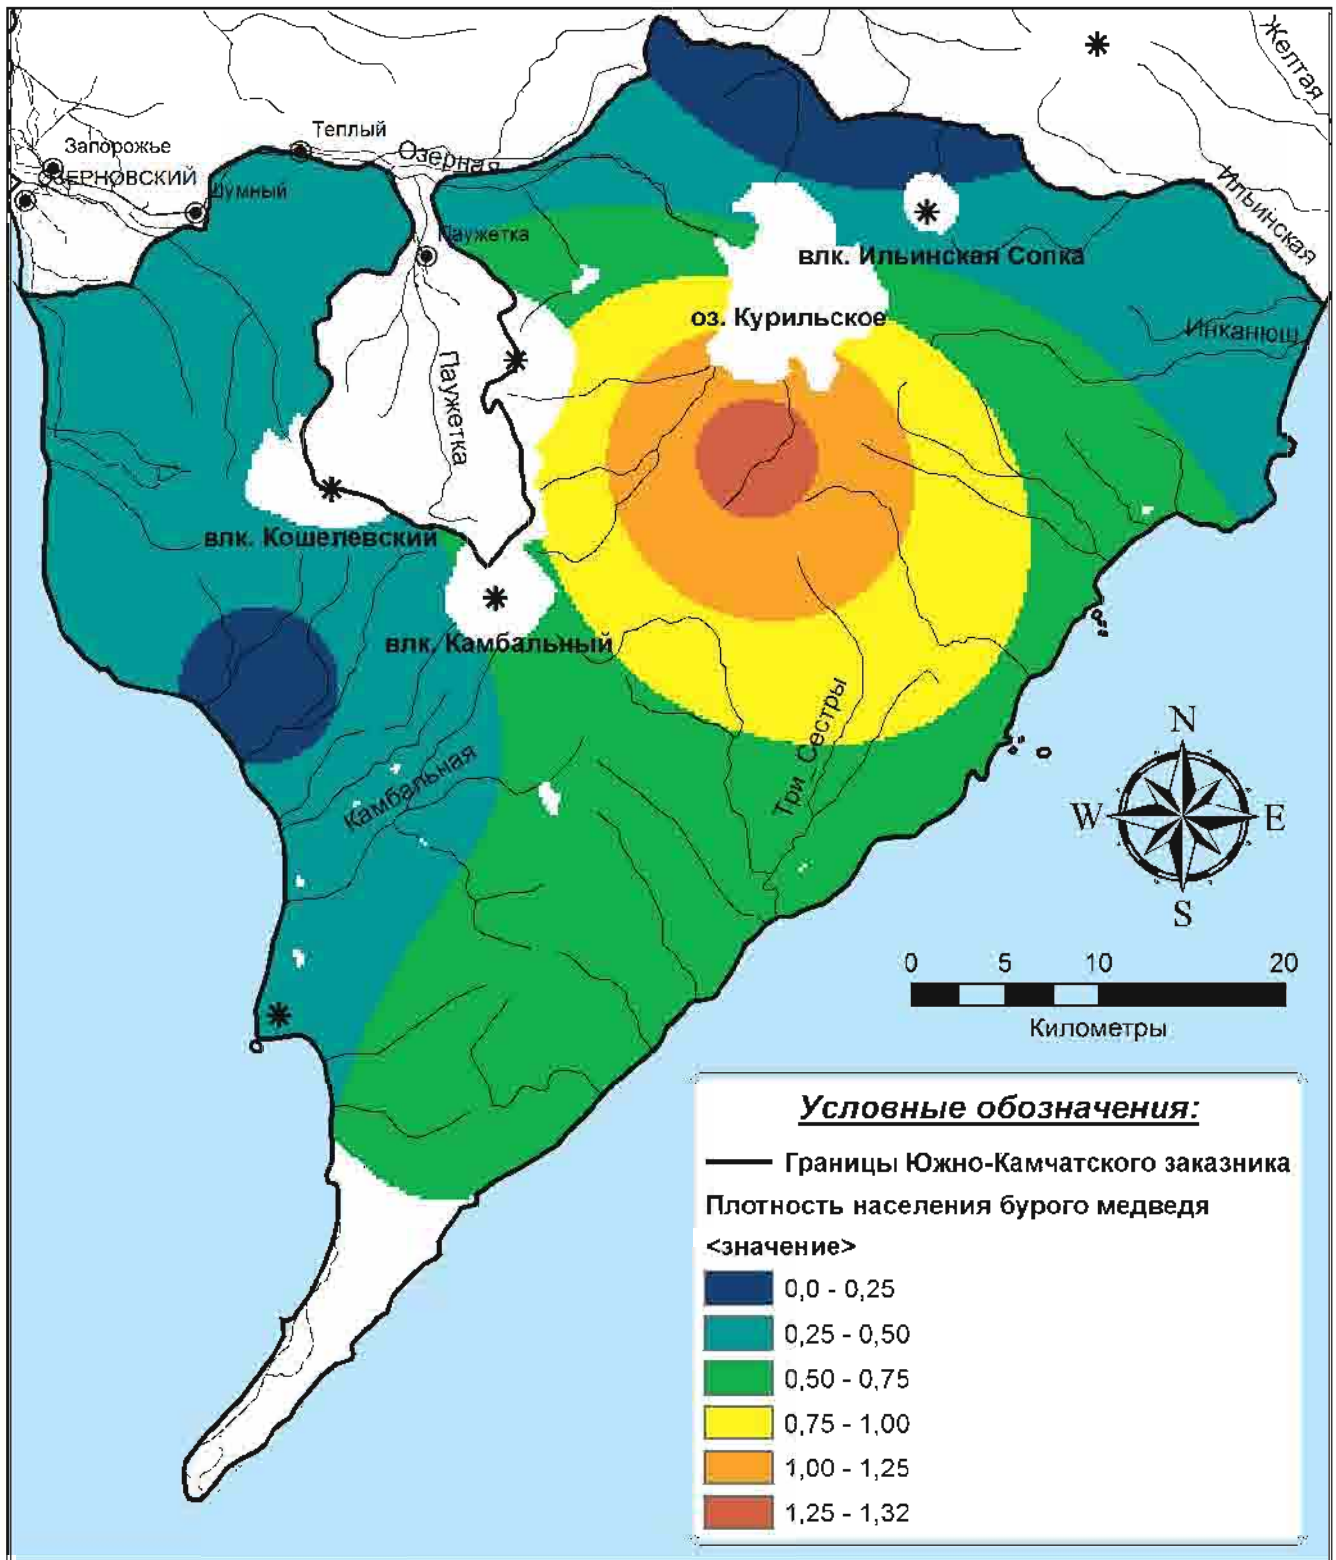 Желтая
Теплый
Запорожье
Озерная
ОЗЕРНОВСКИЙ
Шумный
Ильинская
Паужетка
влк. Ильинская Сопка
оз. Курильское
Инканюш
Паужетка
влк. Кошелевский
влк. Камбальный
Три Сестры
Камбальная
N
W
E
S
0 5 10 20
Километры
Условные обозначения:
Границы Южно-Камчатского заказника
Плотность населения бурого медведя
<значение>
0,0 - 0,25
0,25 - 0,50
0,50 - 0,75
0,75 - 1,00
1,00 - 1,25
1,25 - 1,32